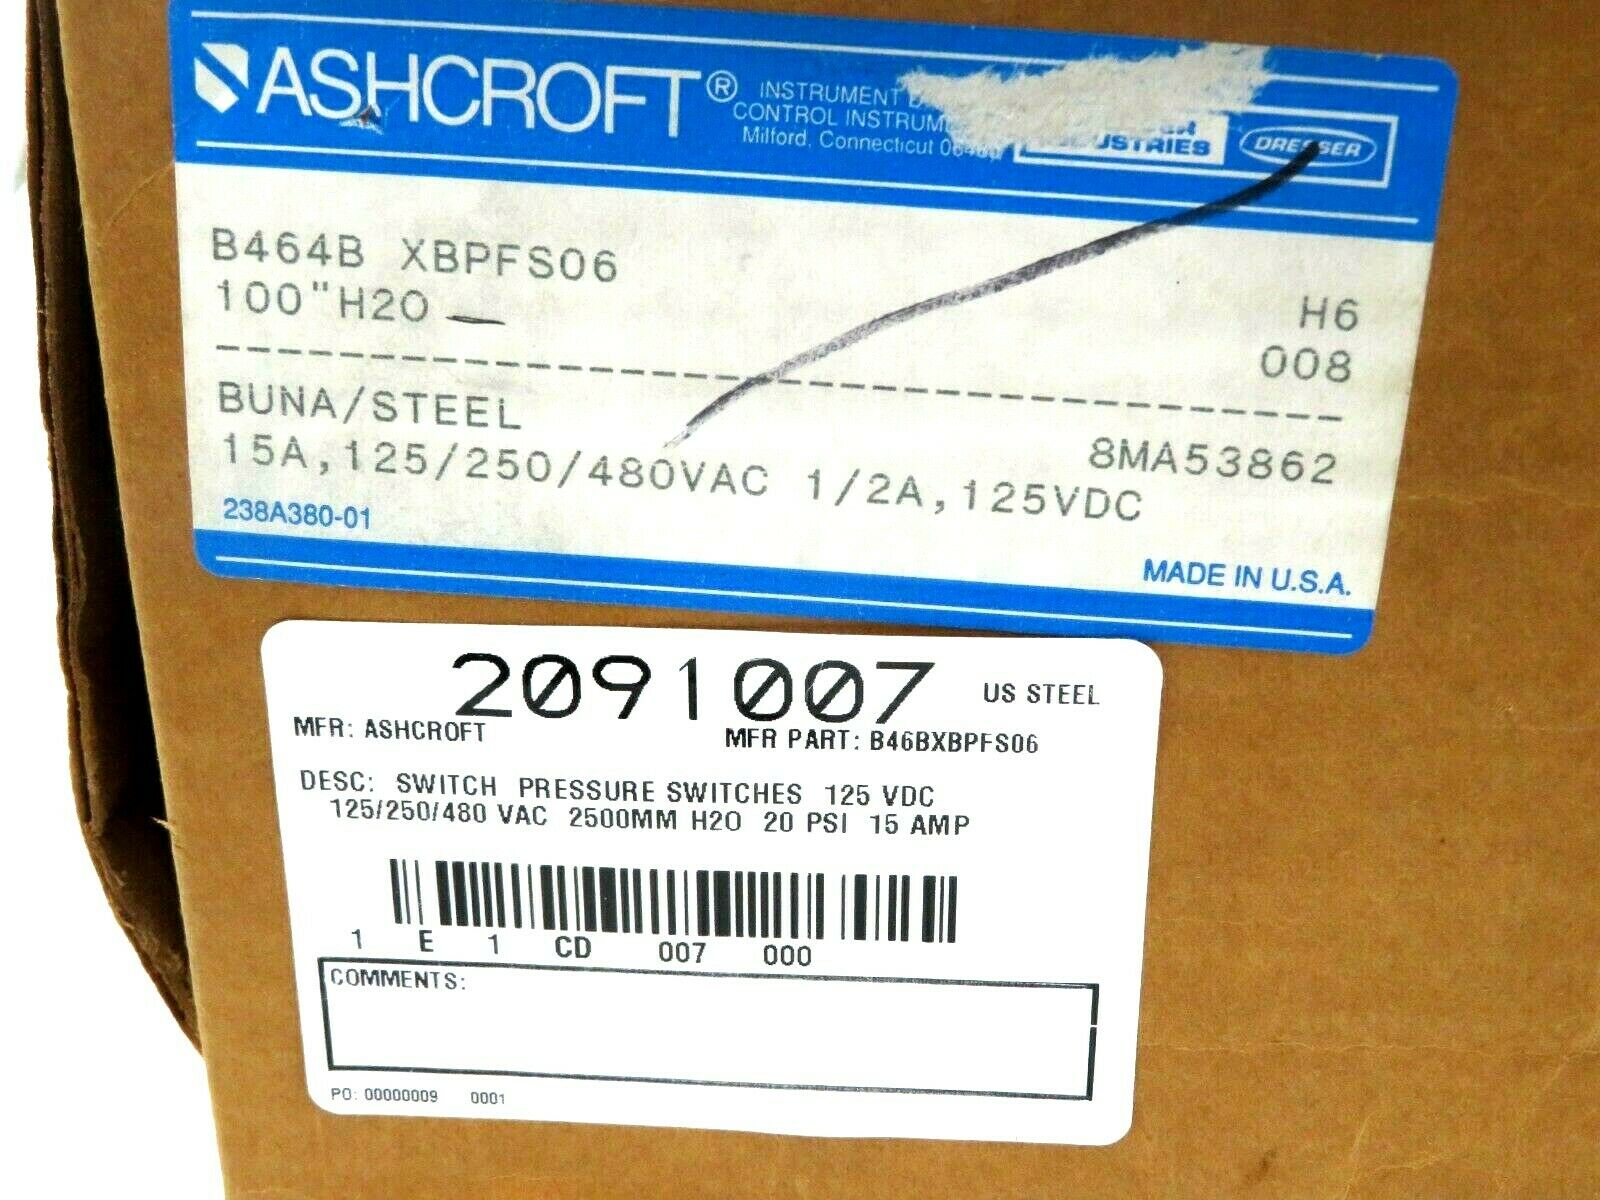 ASHCROFT®
INSTRUMENT
CONTROL
Milford, Connecticut
DRESSER
B464B XBPFS06
100"H2O
H6
008
BUNA/STEEL
8MA53862
15A,125/250/480VAC 1/2A,125VDC
238A380-01
MADE IN U.S.A.
2091007 US STEEL
MFR: ASHCROFT MFR PART: B46BXBPFS06
DESC: SWITCH PRESSURE SWITCHES 125 VDC
125/250/480 VAC 2500MM H2O 20 PSI 15 AMP
1 E 1 CD 007 000
COMMENTS:
PO: 00000009 0001